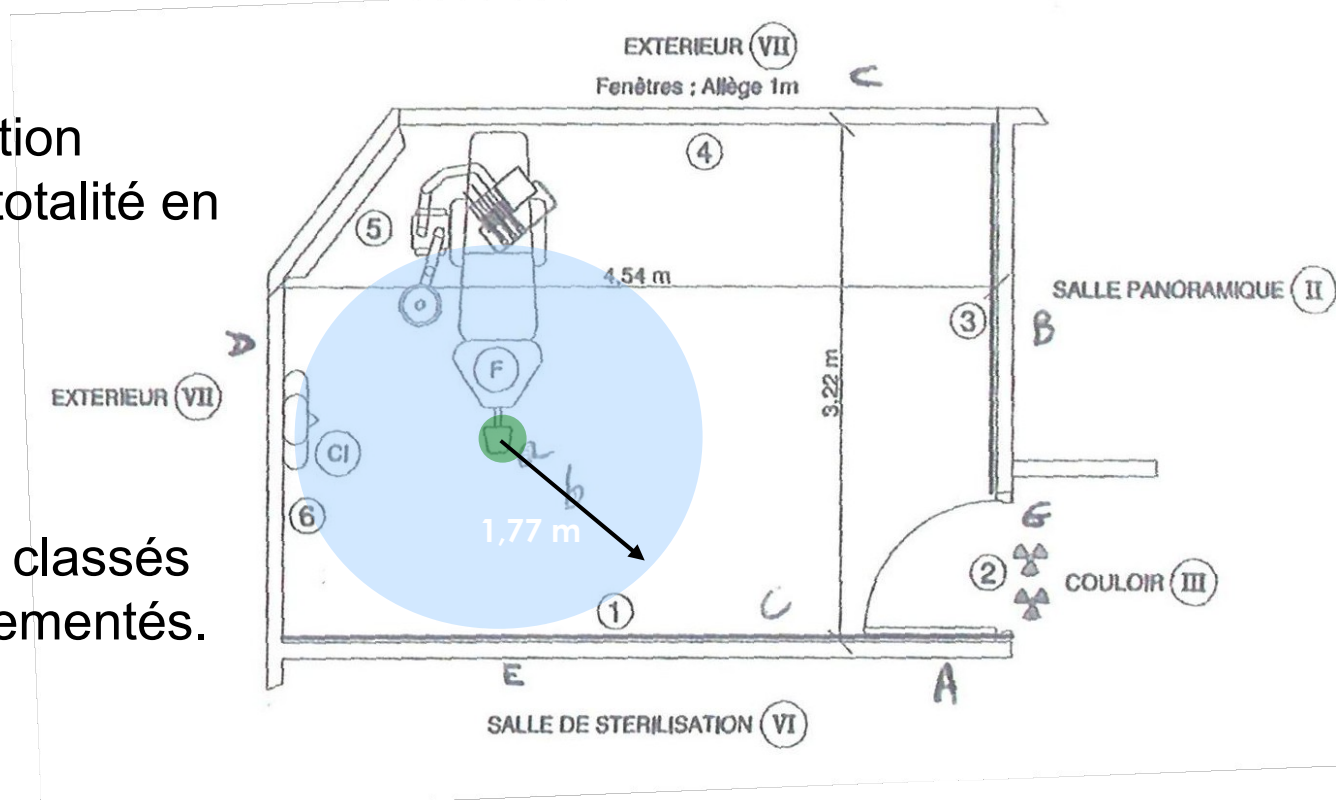 EXTERIEUR VII
Fenêtres : Allège 1m
C
tion
totalité en
4
5
4,54 m
SALLE PANORAMIQUE II
3
B
D
F
3,22 m
EXTERIEUR VII
CI
a
b
6
1,77 m
G
classés
ementés.
2
COULOIR III
1
C
E
A
SALLE DE STERILISATION VI